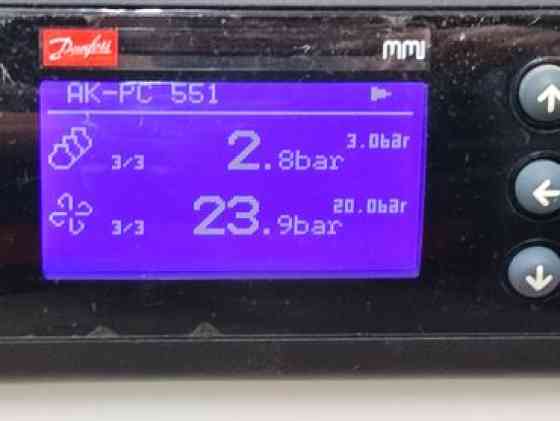 Danfoss
MMI
AK-PC 551
3/3 2.8bar 3.0bar
3/3 23.9bar 20.0bar